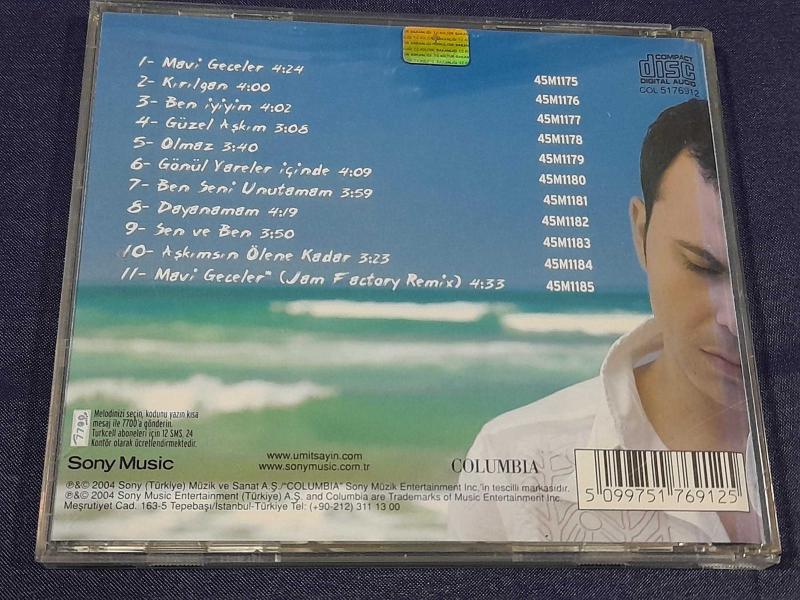 1- Mavi Geceler 4:24
2- Kırılgan 4:00
3- Ben iyiyim 4:02
4- Güzel Aşkım 3:08
5- Olmaz 3:40
6- Gönül Yareler içinde 4:09
7- Ben Seni Unutamam 3:59
8- Dayanamam 4:19
9- Sen ve Ben 3:50
10- Aşkımsın Ölene Kadar 3:23
11- Mavi Geceler" (Jam Factory Remix) 4:33
45M1175
45M1176
45M1177
45M1178
45M1179
45M1180
45M1181
45M1182
45M1183
45M1184
45M1185
COMPACT
disc
DIGITAL AUDIO
COL 5176912
7700
Melodinizi seçin, kodunu yazın kısa
mesaj ile 7700'a gönderin.
Turkcell aboneleri için 12 SMS, 24
Kontör olarak ücretlendirmektedir.
Sony Music
www.umitsayin.com
www.sonymusic.com.tr
COLUMBIA
℗&© 2004 Sony (Türkiye) Müzik ve Sanat A.Ş./"COLUMBIA" Sony Müzik Entertainment Inc,'in tescilli markasıdır.
℗&© 2004 Sony Music Entertainment (Türkiye) A.Ş. and Columbia are Trademarks of Music Entertainment Inc.
Meşrutiyet Cad. 163-5 Tepebaşı/İstanbul-Türkiye Tel: (+90-212) 311 13 00
5 099751 769125